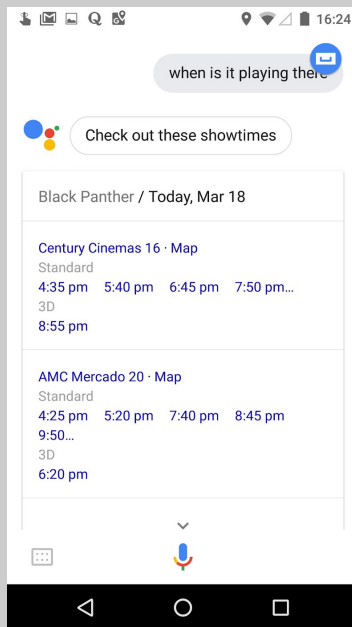 16:24
when is it playing there
Check out these showtimes
Black Panther / Today, Mar 18
Century Cinemas 16 · Map
Standard
4:35 pm 5:40 pm 6:45 pm 7:50 pm...
3D
8:55 pm
AMC Mercado 20 · Map
Standard
4:25 pm 5:20 pm 7:40 pm 8:45 pm
9:50...
3D
6:20 pm